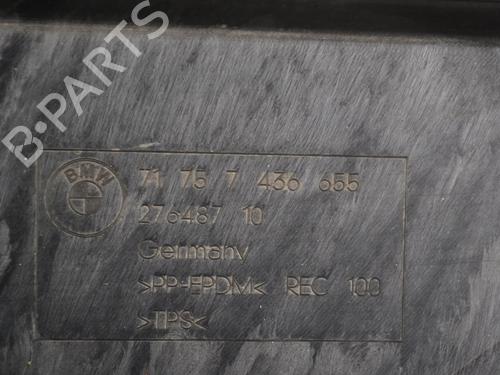 B-PARTS
BMW
71 75 7 436 655
276487 10
Germany
>PP-EPDM< REC 100
>TPS<